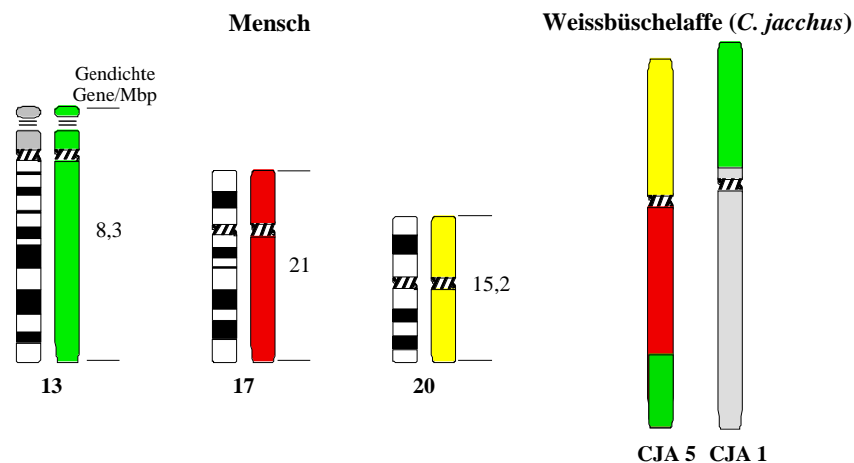 Mensch
Weissbüschelaffe (C. jacchus)
Gendichte
Gene/Mbp
8,3
21
15,2
13
17
20
CJA 5
CJA 1